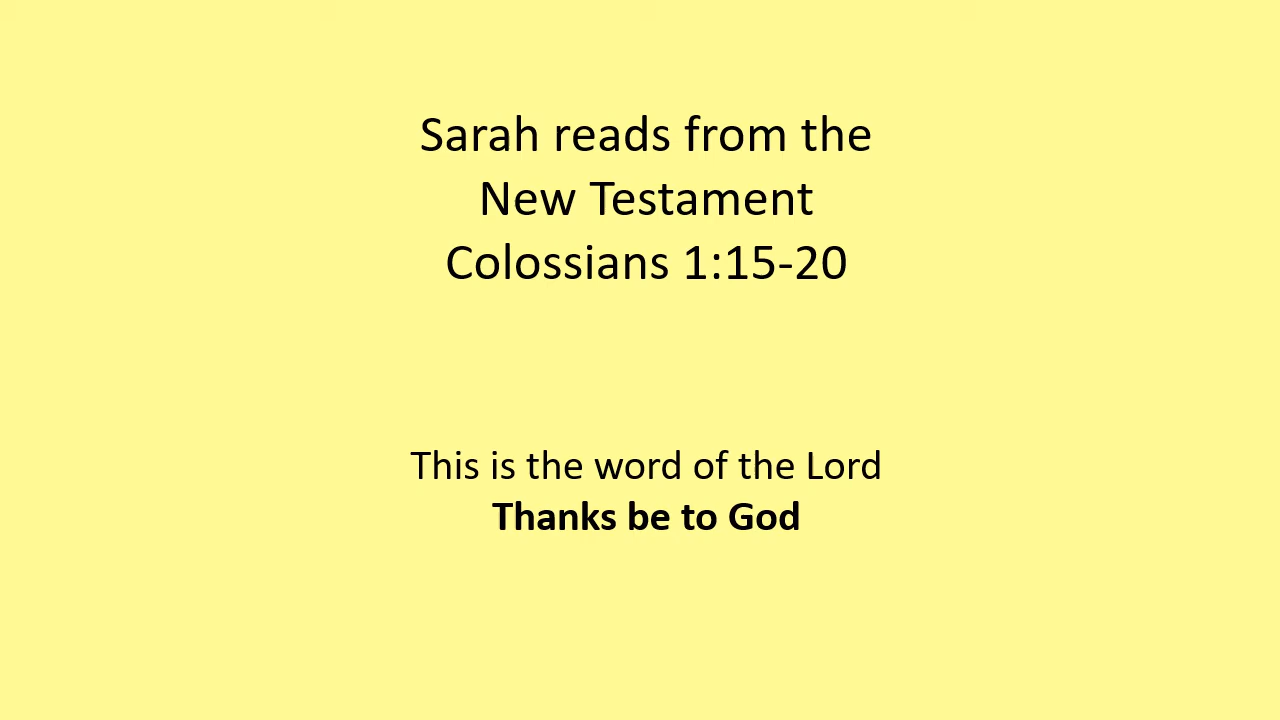 Sarah reads from the
New Testament
Colossians 1:15-20
This is the word of the Lord
Thanks be to God